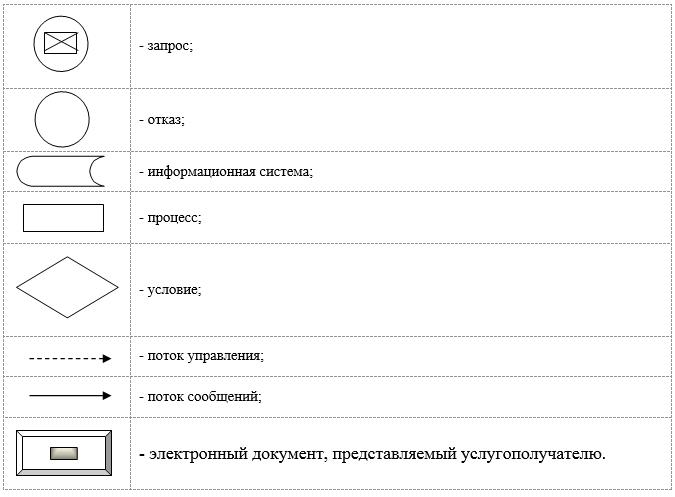 - запрос;
- отказ;
- информационная система;
- процесс;
- условие;
- поток управления;
- поток сообщений;
- электронный документ, представляемый услугополучателю.